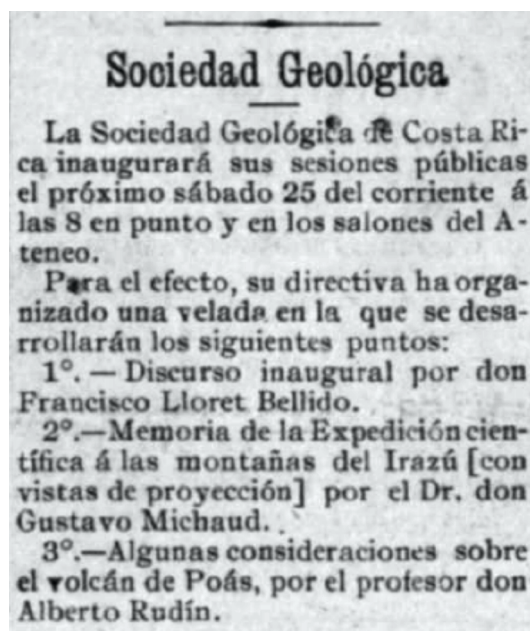 Sociedad Geológica
La Sociedad Geológica de Costa Ri-
ca inaugurará sus sesiones públicas
el próximo sábado 25 del corriente á
las 8 en punto y en los salones del A-
teneo.
Para el efecto, su directiva ha orga-
nizado una velada en la que se desa-
rrollarán los siguientes puntos:
1°.—Discurso inaugural por don
Francisco Lloret Bellido.
2°.—Memoria de la Expedición cien-
tífica á las montañas del Irazú [con
vistas de proyección] por el Dr. don
Gustavo Michaud.
3°.—Algunas consideraciones sobre
el volcán de Poás, por el profesor don
Alberto Rudín.